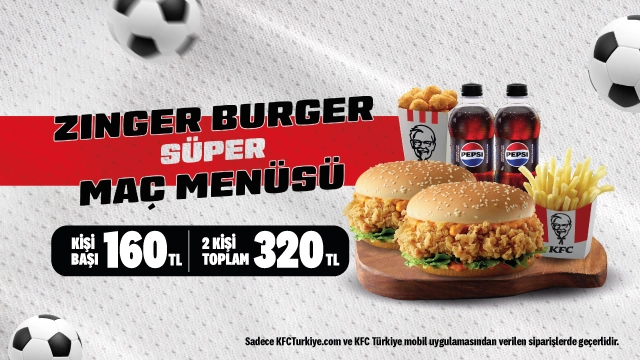 ZINGER BURGER
SÜPER
MAÇ MENÜSÜ
KİŞİ BAŞI 160 TL
2 KİŞİ TOPLAM 320 TL
PEPSI
PEPSI
KFC
Sadece KFCTurkiye.com ve KFC Türkiye mobil uygulamasından verilen siparişlerde geçerlidir.